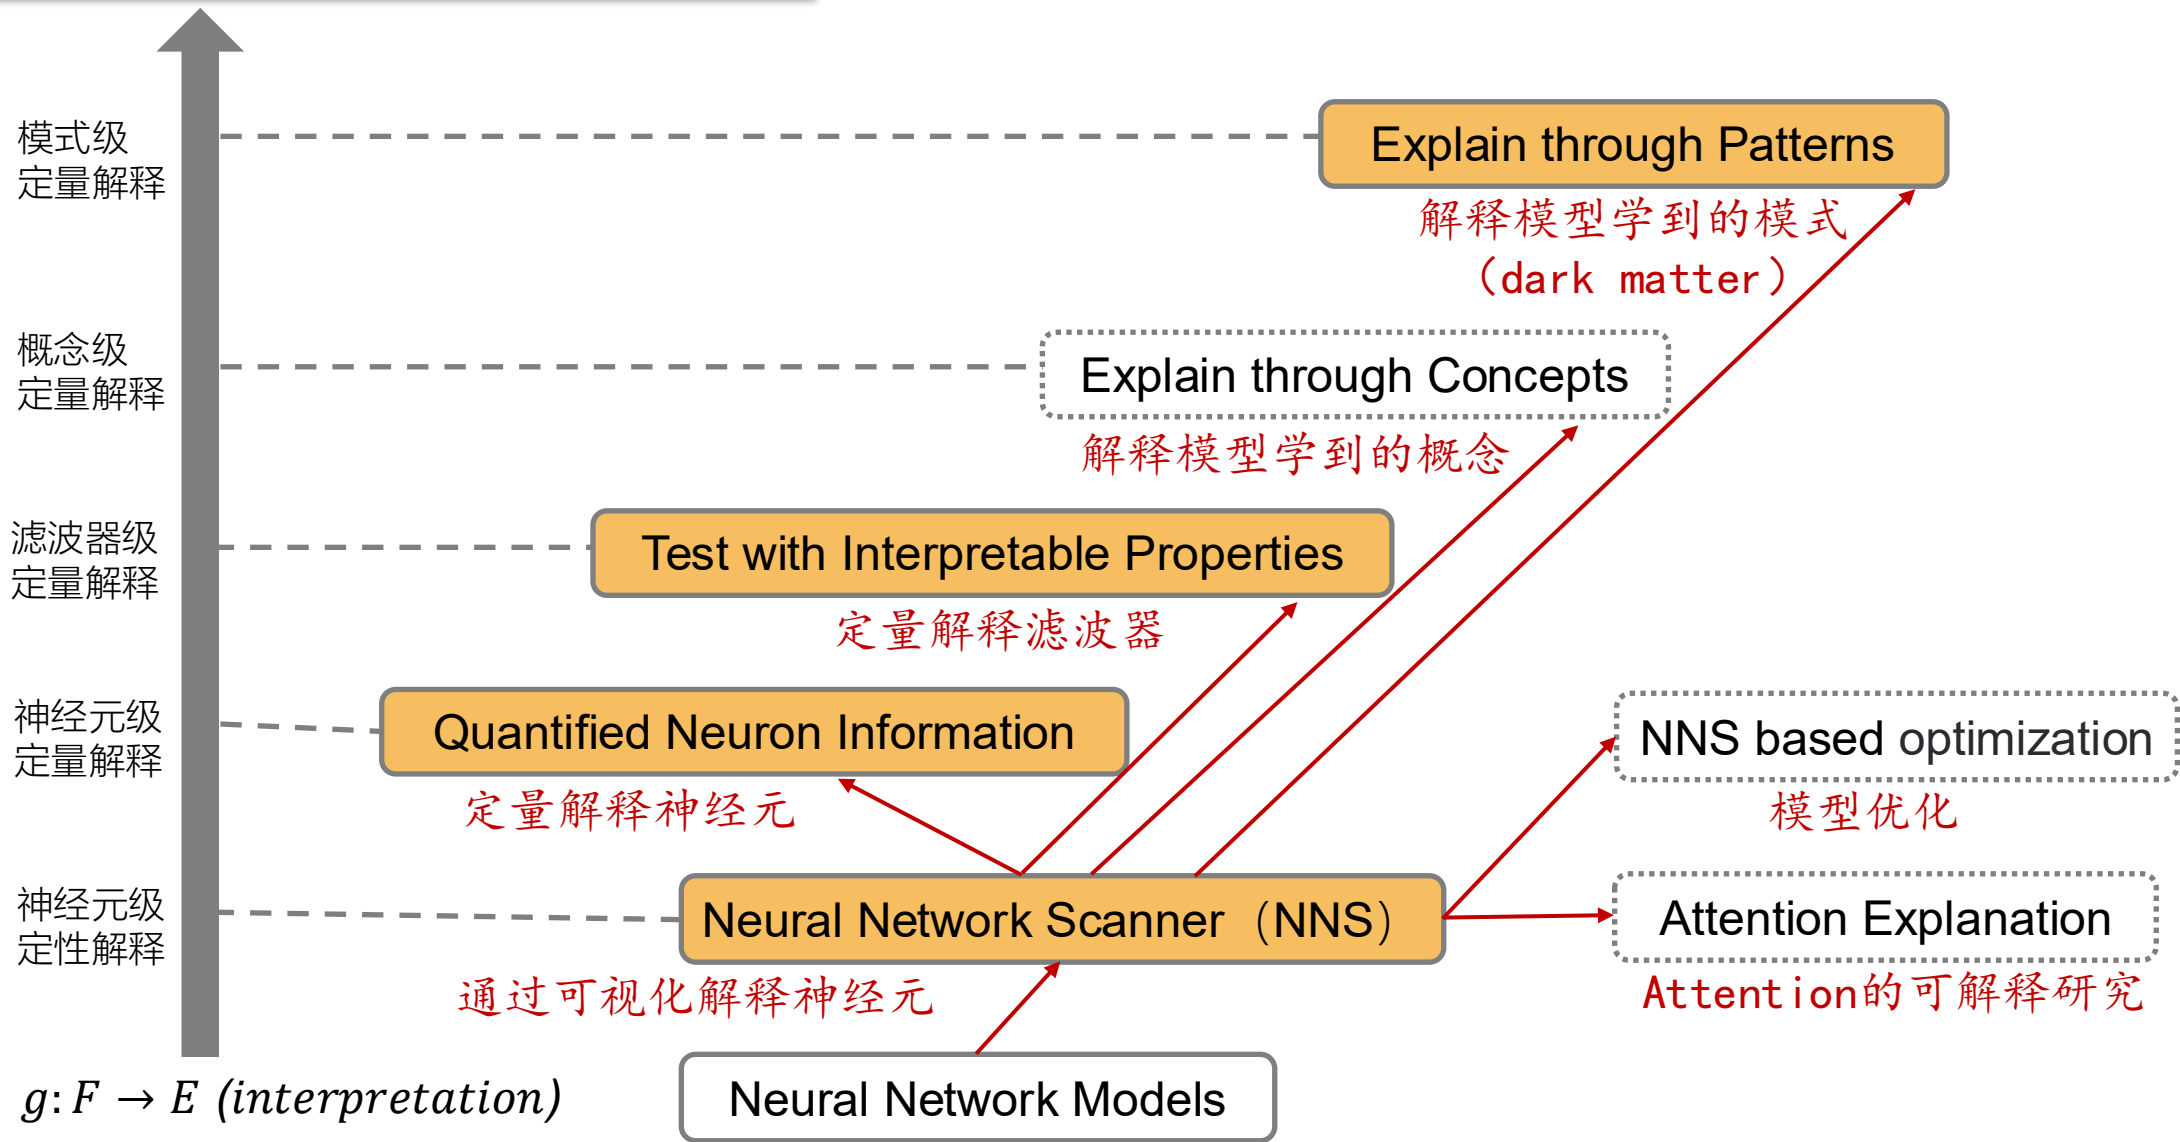 模式级
定量解释
Explain through Patterns
解释模型学到的模式
（dark matter）
概念级
定量解释
Explain through Concepts
解释模型学到的概念
滤波器级
定量解释
Test with Interpretable Properties
定量解释滤波器
神经元级
定量解释
Quantified Neuron Information
定量解释神经元
NNS based optimization
模型优化
神经元级
定性解释
Neural Network Scanner（NNS）
通过可视化解释神经元
Attention Explanation
Attention的可解释研究
g: F → E (interpretation)
Neural Network Models